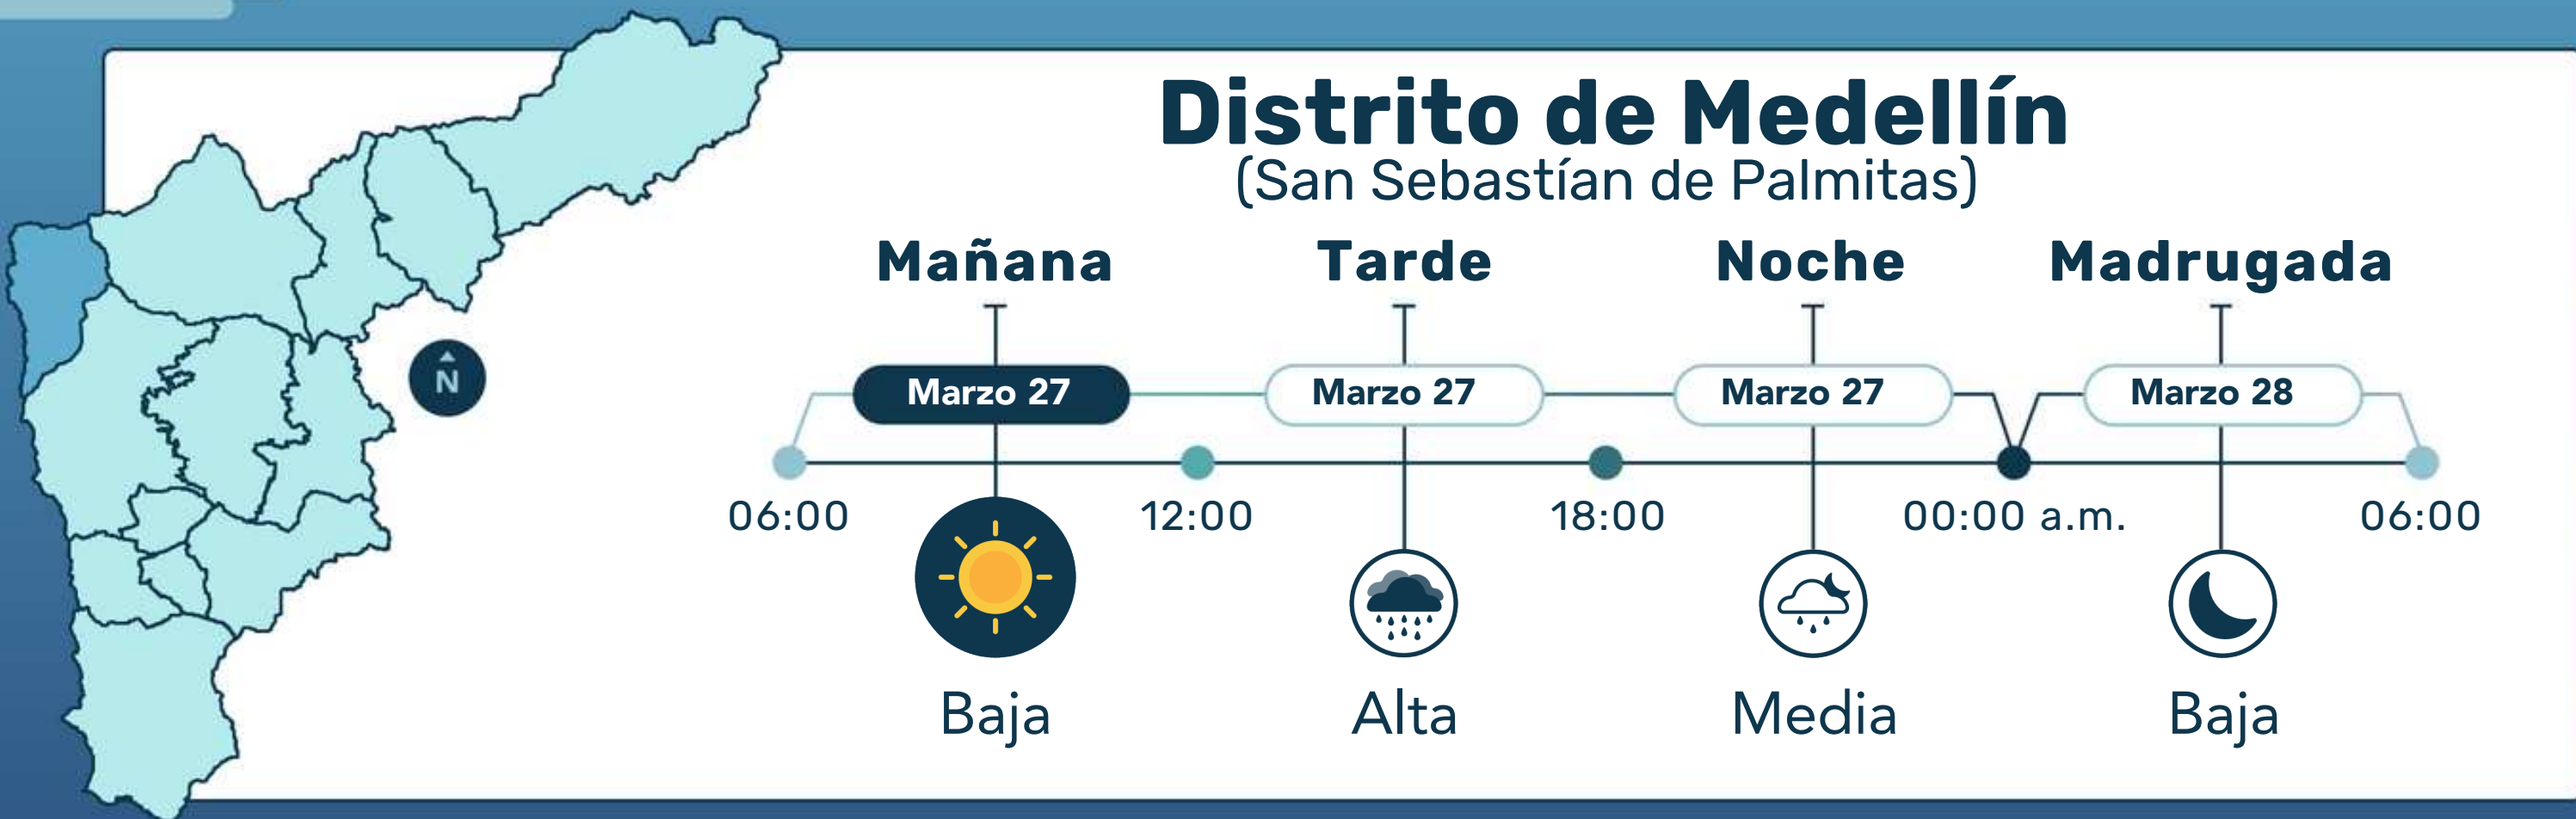 Distrito de Medellín
(San Sebastían de Palmitas)
Mañana Tarde Noche Madrugada
Marzo 27 Marzo 27 Marzo 27 Marzo 28
N
06:00 12:00 18:00 00:00 a.m. 06:00
Baja Alta Media Baja